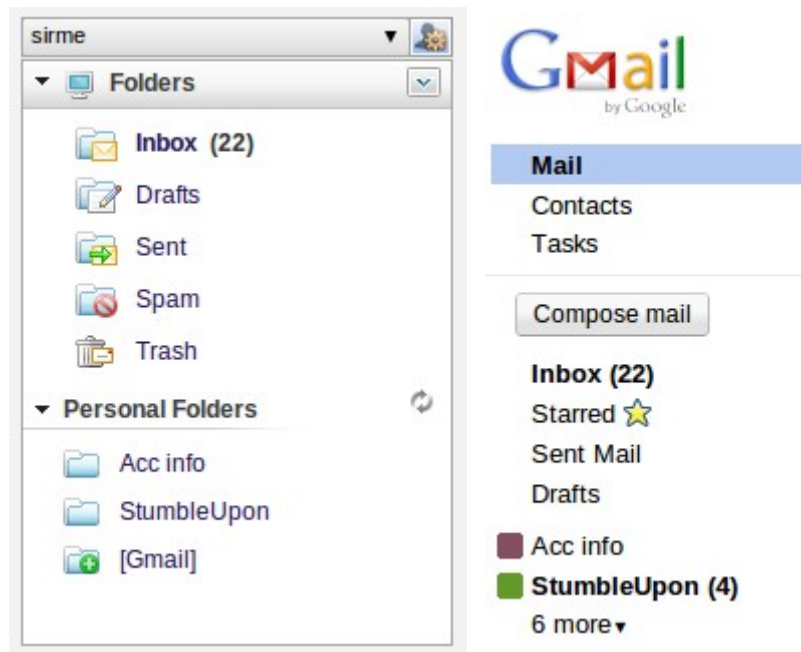 sirme
Folders
Inbox (22)
Drafts
Sent
Spam
Trash
Personal Folders
Acc info
StumbleUpon
[Gmail]
Gmail
by Google
Mail
Contacts
Tasks
Compose mail
Inbox (22)
Starred
Sent Mail
Drafts
Acc info
StumbleUpon (4)
6 more